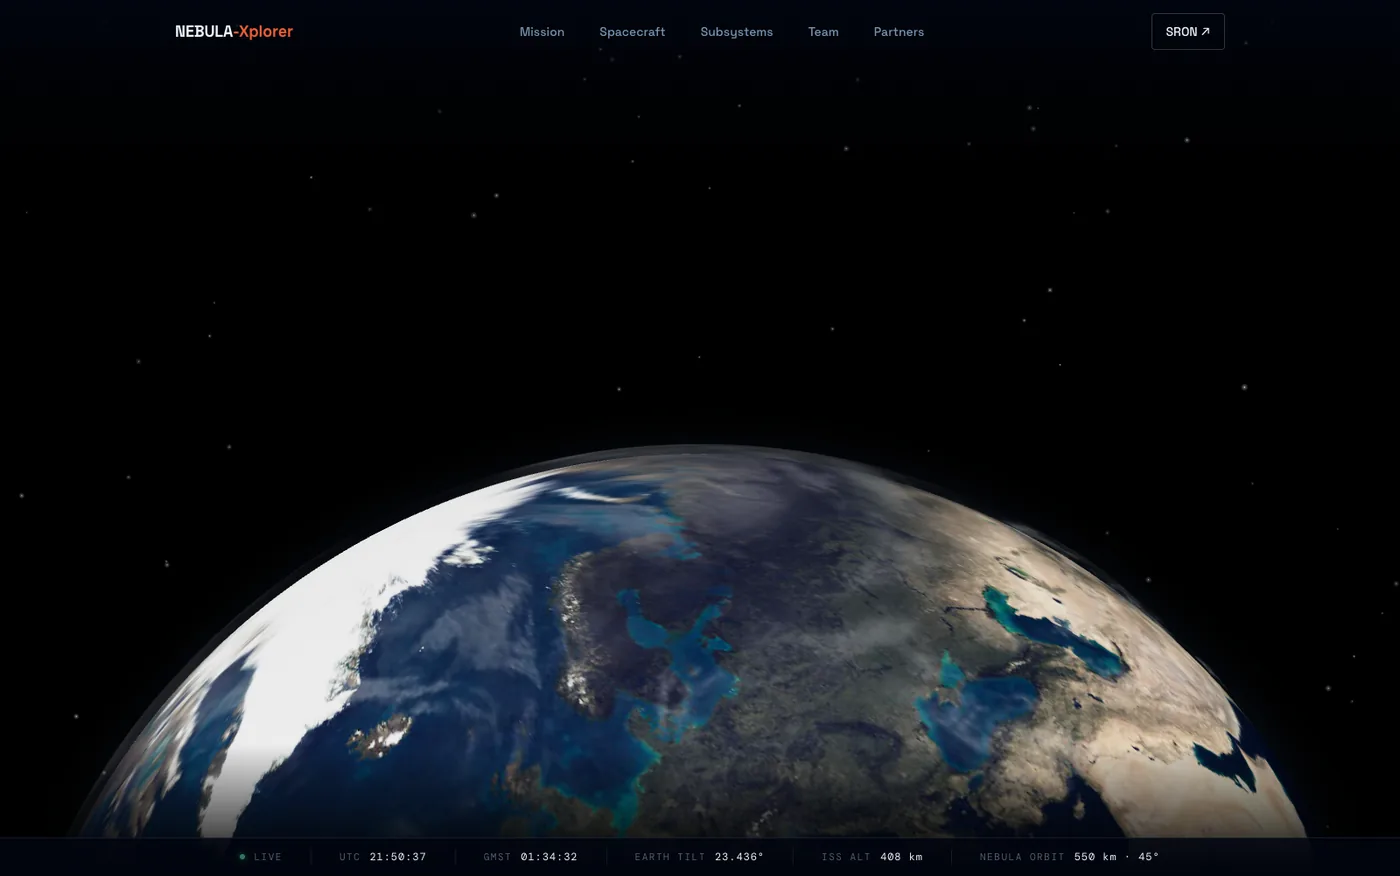 NEBULA-Xplorer
Mission Spacecraft Subsystems Team Partners
SRON ↗
LIVE UTC 21:50:37 GMST 01:34:32 EARTH TILT 23.436° ISS ALT 408 km NEBULA ORBIT 550 km · 45°